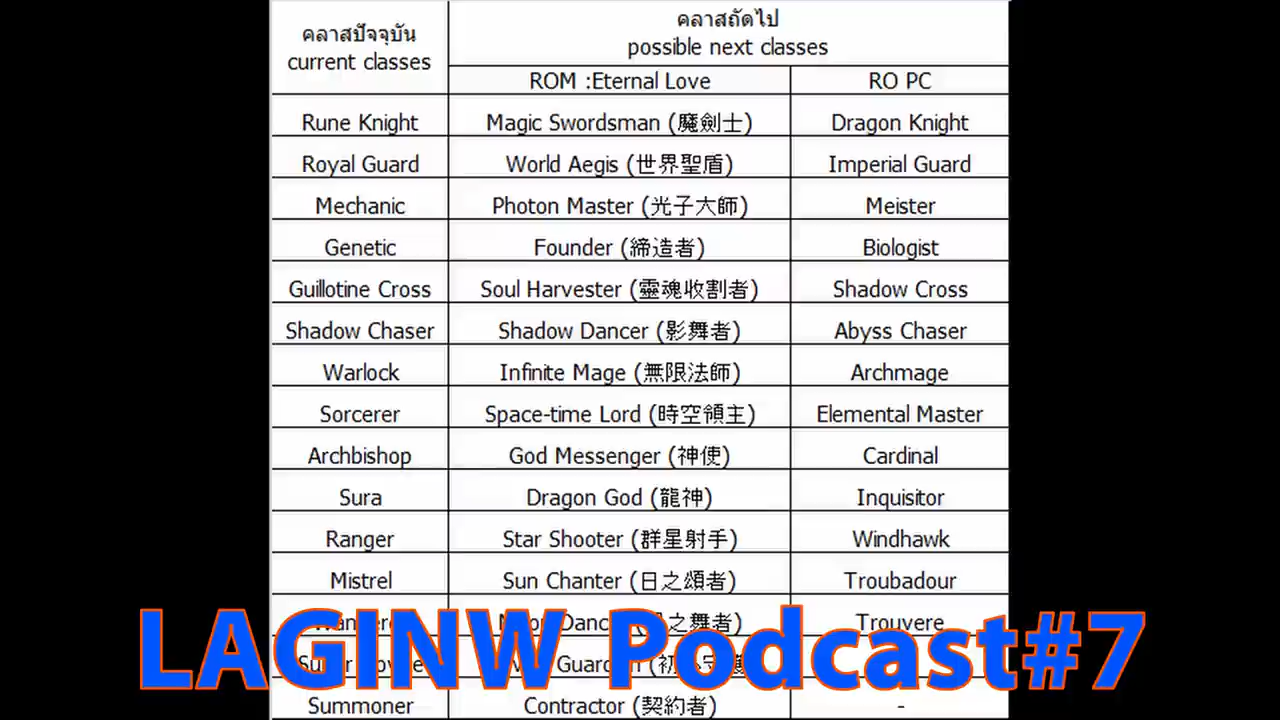 คลาสปัจจุบัน
current classes
คลาสถัดไป
possible next classes
ROM :Eternal Love RO PC
Rune Knight Magic Swordsman (魔劍士) Dragon Knight
Royal Guard World Aegis (世界聖盾) Imperial Guard
Mechanic Photon Master (光子大師) Meister
Genetic Founder (締造者) Biologist
Guillotine Cross Soul Harvester (靈魂收割者) Shadow Cross
Shadow Chaser Shadow Dancer (影舞者) Abyss Chaser
Warlock Infinite Mage (無限法師) Archmage
Sorcerer Space-time Lord (時空領主) Elemental Master
Archbishop God Messenger (神使) Cardinal
Sura Dragon God (龍神) Inquisitor
Ranger Star Shooter (群星射手) Windhawk
Mistrel Sun Chanter (日之頌者) Troubadour
之舞者) Trouvere
LAGINW Podcast#7
Summoner Contractor (契約者) -